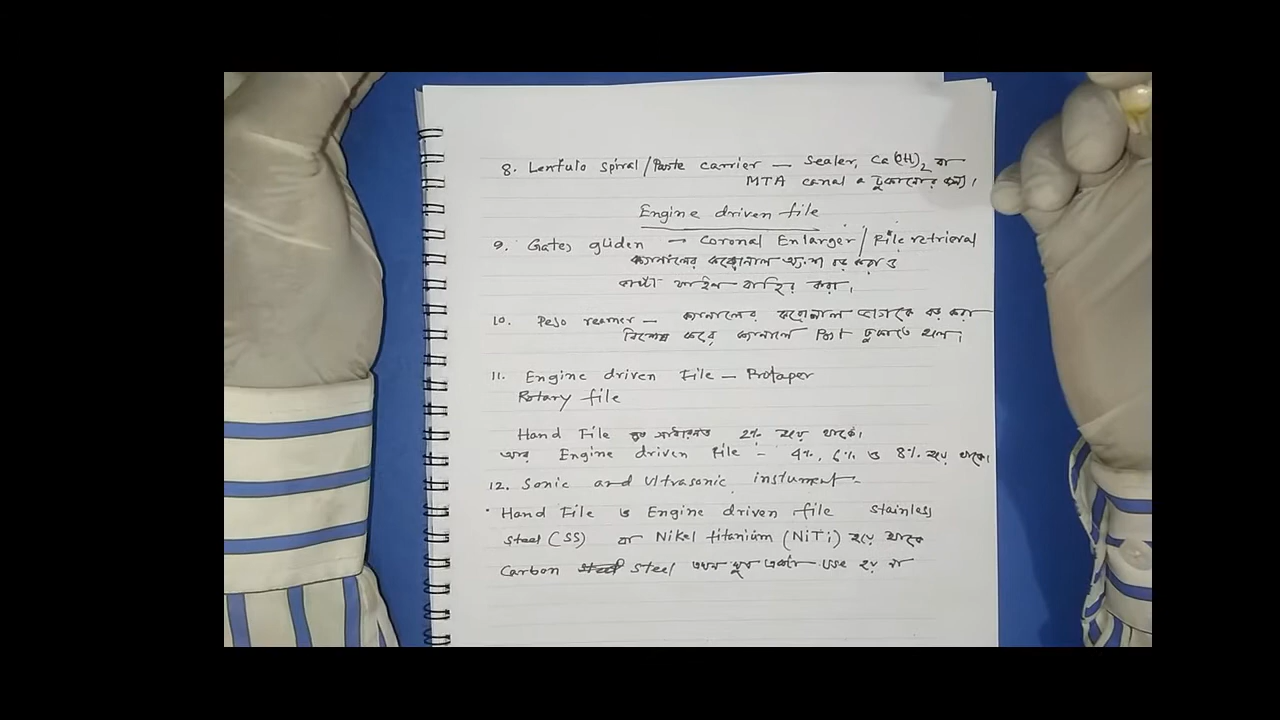 8. Lentulo spiral/Paste carrier — Sealer, Ca(OH)2 বা
MTA canal এ ঢুকানোর জন্য।
Engine driven file
9. Gates gliden → Coronal Enlarger/File retrieval
ক্যানালের করোনাল অংশ বড় করা ও
ফাইল বাহির করা।
10. Peso reamer — ক্যানালের করোনাল ভাগকে বড় করা
বিশেষ করে ক্যানালে Post ঢুকাতে হলে।
11. Engine driven File — Protaper
Rotary file
Hand File সাধারনত 2% হয়ে থাকে।
আর Engine driven File - 4%, 6% ও 8% হয়ে থাকে।
12. Sonic and Ultrasonic instument-
• Hand File ও Engine driven file stainless
Steel (SS) বা Nikel titanium (NiTi) হয়ে থাকে
Carbon Steel এখন খুব একটা use হয় না